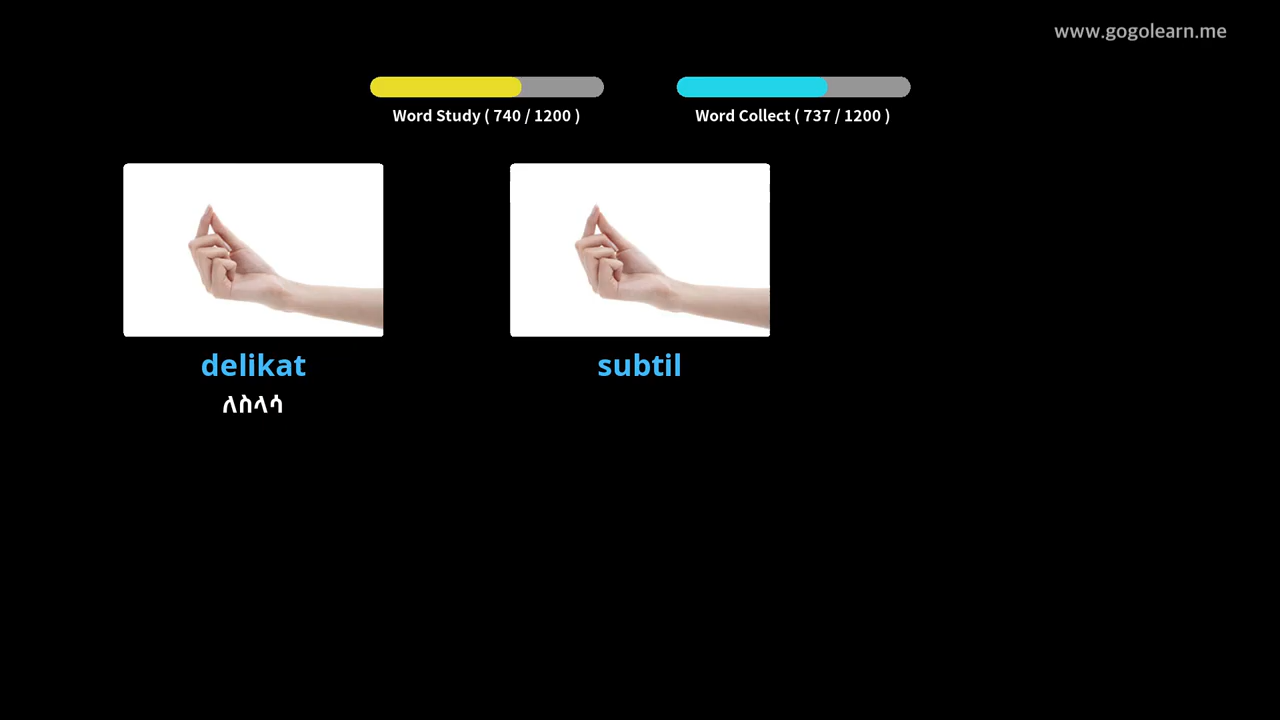 www.gogolearn.me
Word Study ( 740 / 1200 )
Word Collect ( 737 / 1200 )
delikat
ለስላሳ
subtil